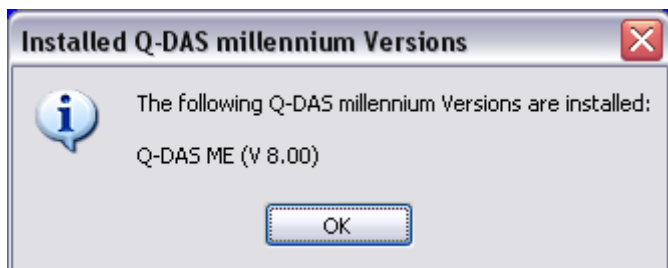 Installed Q-DAS millennium Versions
The following Q-DAS millennium Versions are installed:
Q-DAS ME (V 8.00)
OK